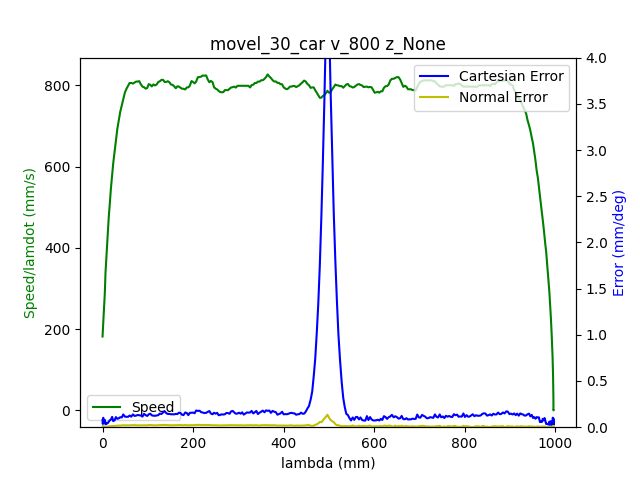 movel_30_car v_800 z_None
Speed/lamdot (mm/s)
800
600
400
200
0
Cartesian Error
Normal Error
Speed
4.0
3.5
3.0
2.5
2.0
1.5
1.0
0.5
0.0
Error (mm/deg)
0 200 400 600 800 1000
lambda (mm)